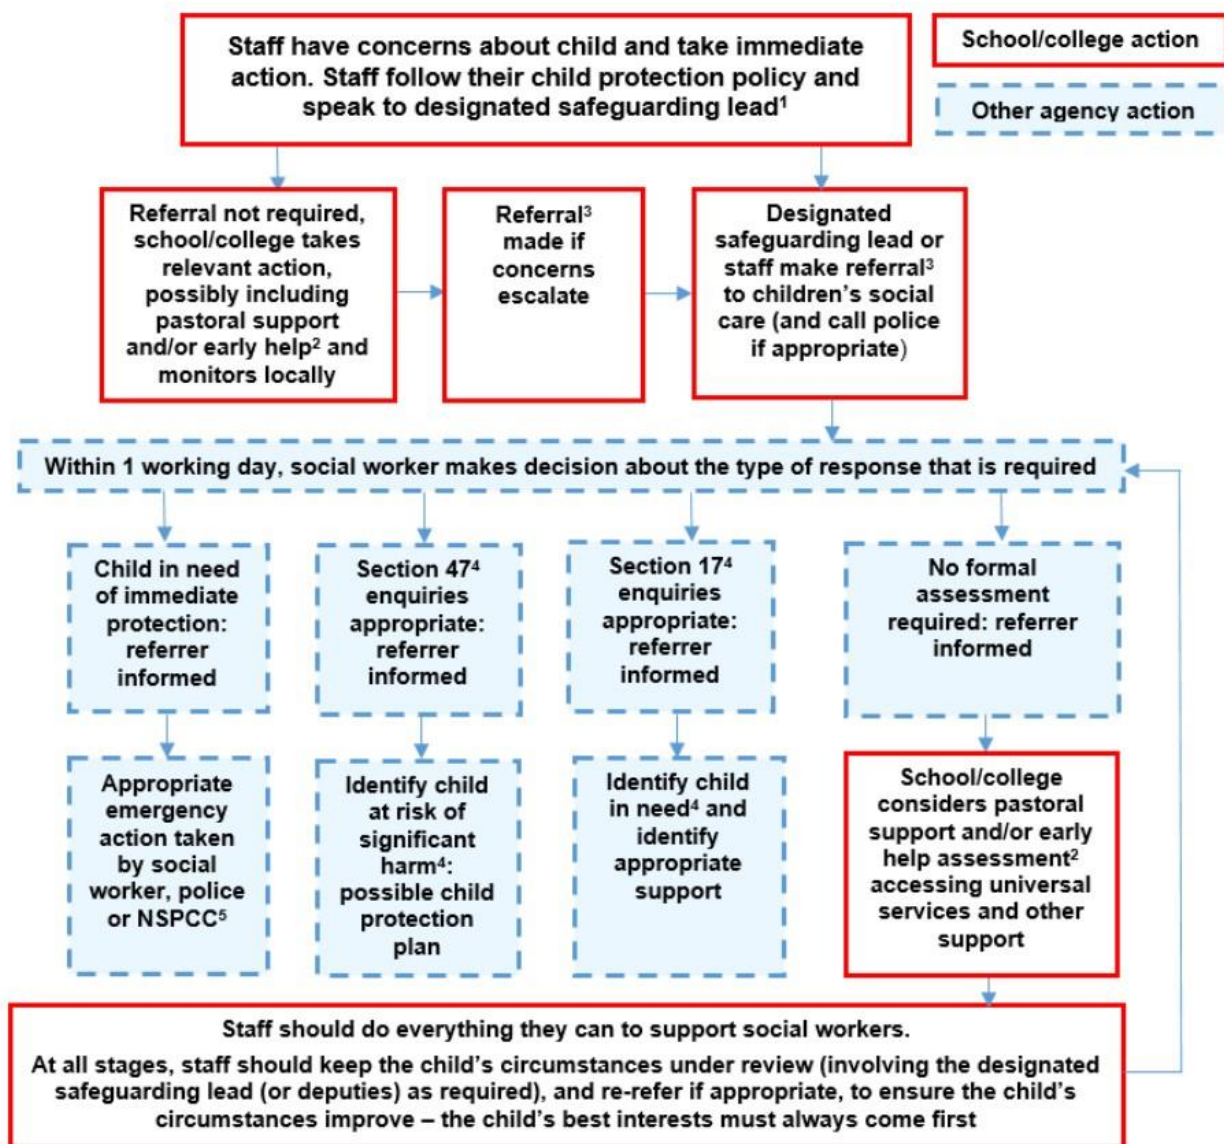 Staff have concerns about child and take immediate
action. Staff follow their child protection policy and
speak to designated safeguarding lead¹
School/college action
Other agency action
Referral not required,
school/college takes
relevant action,
possibly including
pastoral support
and/or early help² and
monitors locally
Referral³
made if
concerns
escalate
Designated
safeguarding lead or
staff make referral³
to children’s social
care (and call police
if appropriate)
Within 1 working day, social worker makes decision about the type of response that is required
Child in need
of immediate
protection:
referrer
informed
Section 47⁴
enquiries
appropriate:
referrer
informed
Section 17⁴
enquiries
appropriate:
referrer
informed
No formal
assessment
required: referrer
informed
Appropriate
emergency
action taken
by social
worker, police
or NSPCC⁵
Identify child
at risk of
significant
harm⁴:
possible child
protection
plan
Identify child
in need⁴ and
identify
appropriate
support
School/college
considers pastoral
support and/or early
help assessment²
accessing universal
services and other
support
Staff should do everything they can to support social workers.
At all stages, staff should keep the child’s circumstances under review (involving the designated
safeguarding lead (or deputies) as required), and re-refer if appropriate, to ensure the child’s
circumstances improve – the child’s best interests must always come first